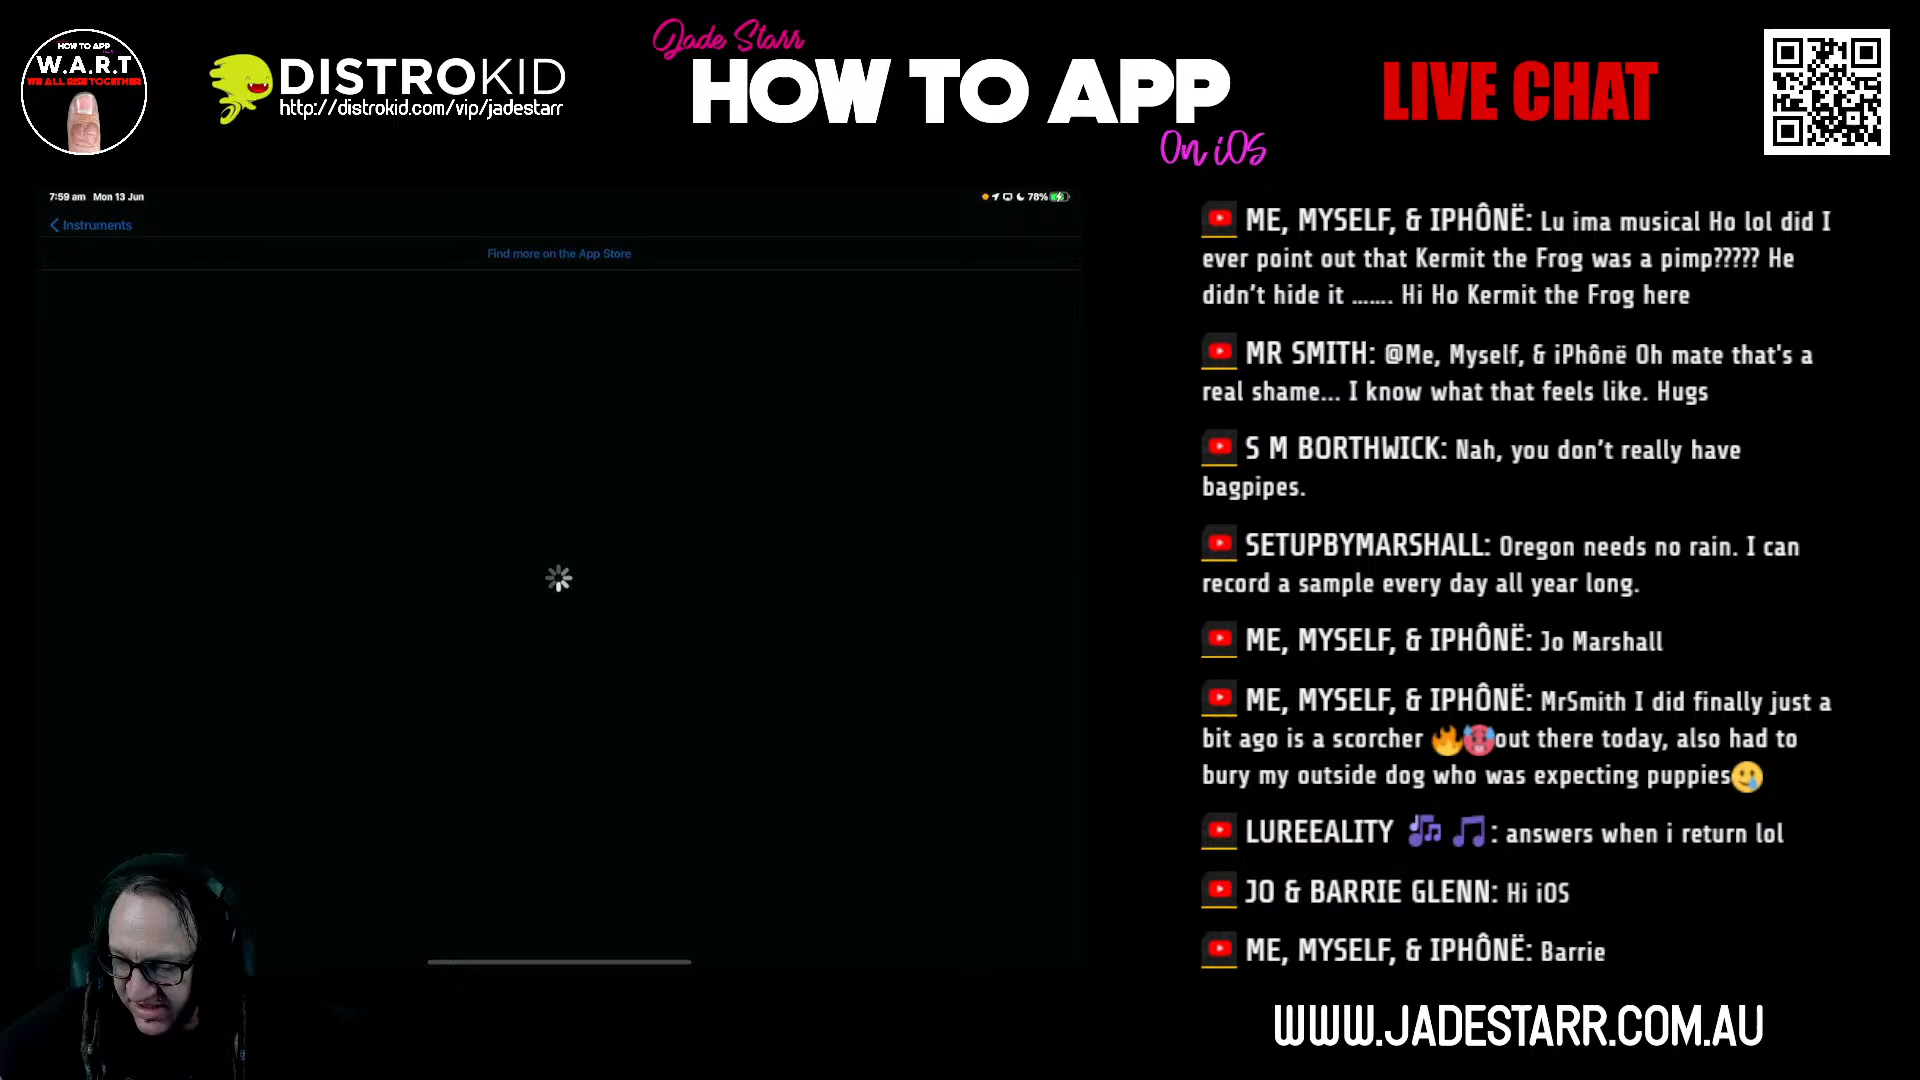 HOW TO APP
W.A.R.T
WE ALL RISE TOGETHER
DISTROKID
http://distrokid.com/vip/jadestarr
Jade Starr
HOW TO APP
On iOS
LIVE CHAT
7:59 am Mon 13 Jun
78%
Instruments
Find more on the App Store
ME, MYSELF, & IPHÔNË: Lu ima musical Ho lol did I
ever point out that Kermit the Frog was a pimp????? He
didn’t hide it ....... Hi Ho Kermit the Frog here
MR SMITH: @Me, Myself, & iPhônë Oh mate that's a
real shame... I know what that feels like. Hugs
S M BORTHWICK: Nah, you don’t really have
bagpipes.
SETUPBYMARSHALL: Oregon needs no rain. I can
record a sample every day all year long.
ME, MYSELF, & IPHÔNË: Jo Marshall
ME, MYSELF, & IPHÔNË: MrSmith I did finally just a
bit ago is a scorcher 🔥🥵out there today, also had to
bury my outside dog who was expecting puppies🥲
LUREEALITY 🎶 🎵: answers when i return lol
JO & BARRIE GLENN: Hi iOS
ME, MYSELF, & IPHÔNË: Barrie
WWW.JADESTARR.COM.AU